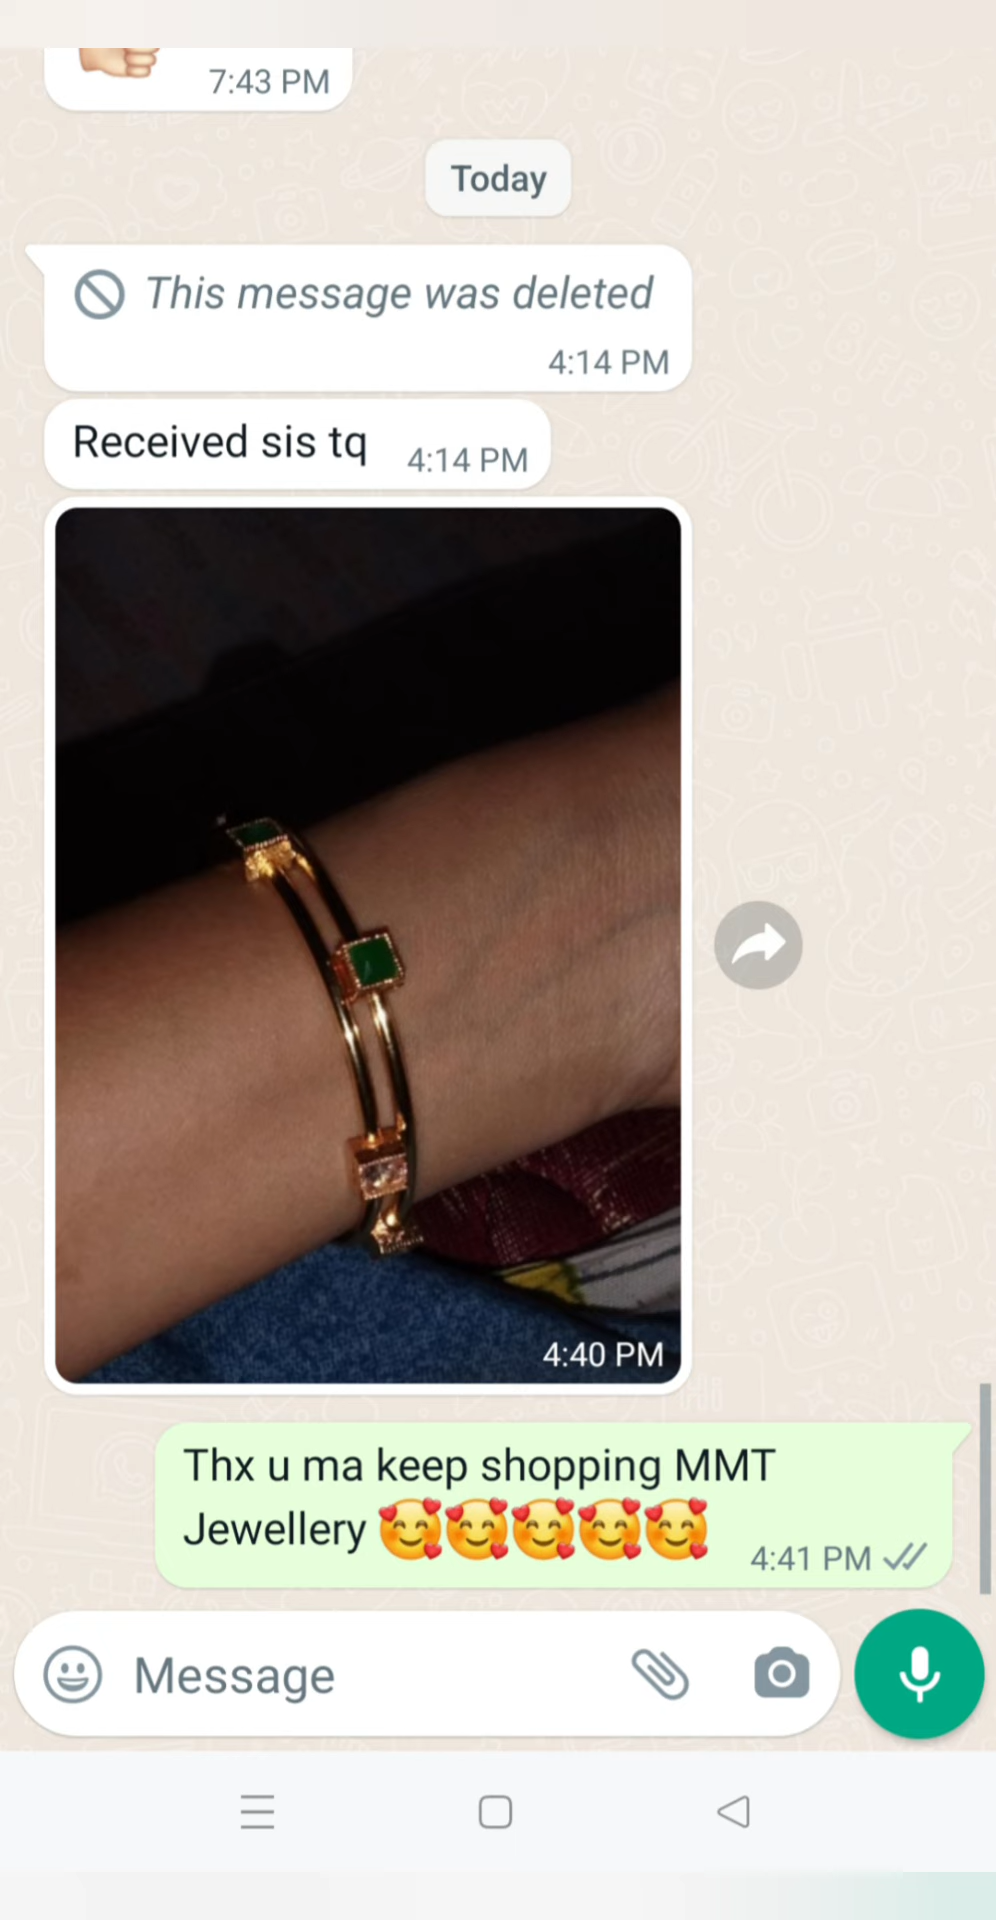 7:43 PM
Today
This message was deleted
4:14 PM
Received sis tq 4:14 PM
4:40 PM
Thx u ma keep shopping MMT
Jewellery 🥰🥰🥰🥰🥰
4:41 PM
Message